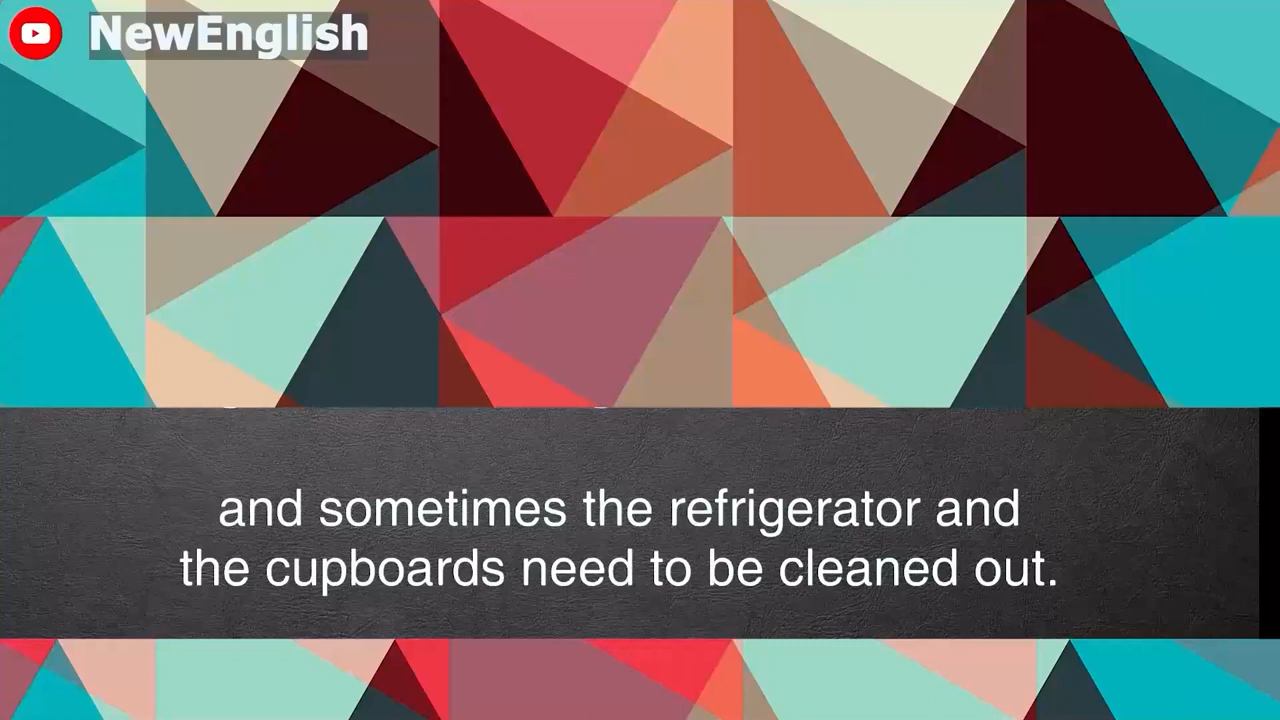 NewEnglish
and sometimes the refrigerator and
the cupboards need to be cleaned out.